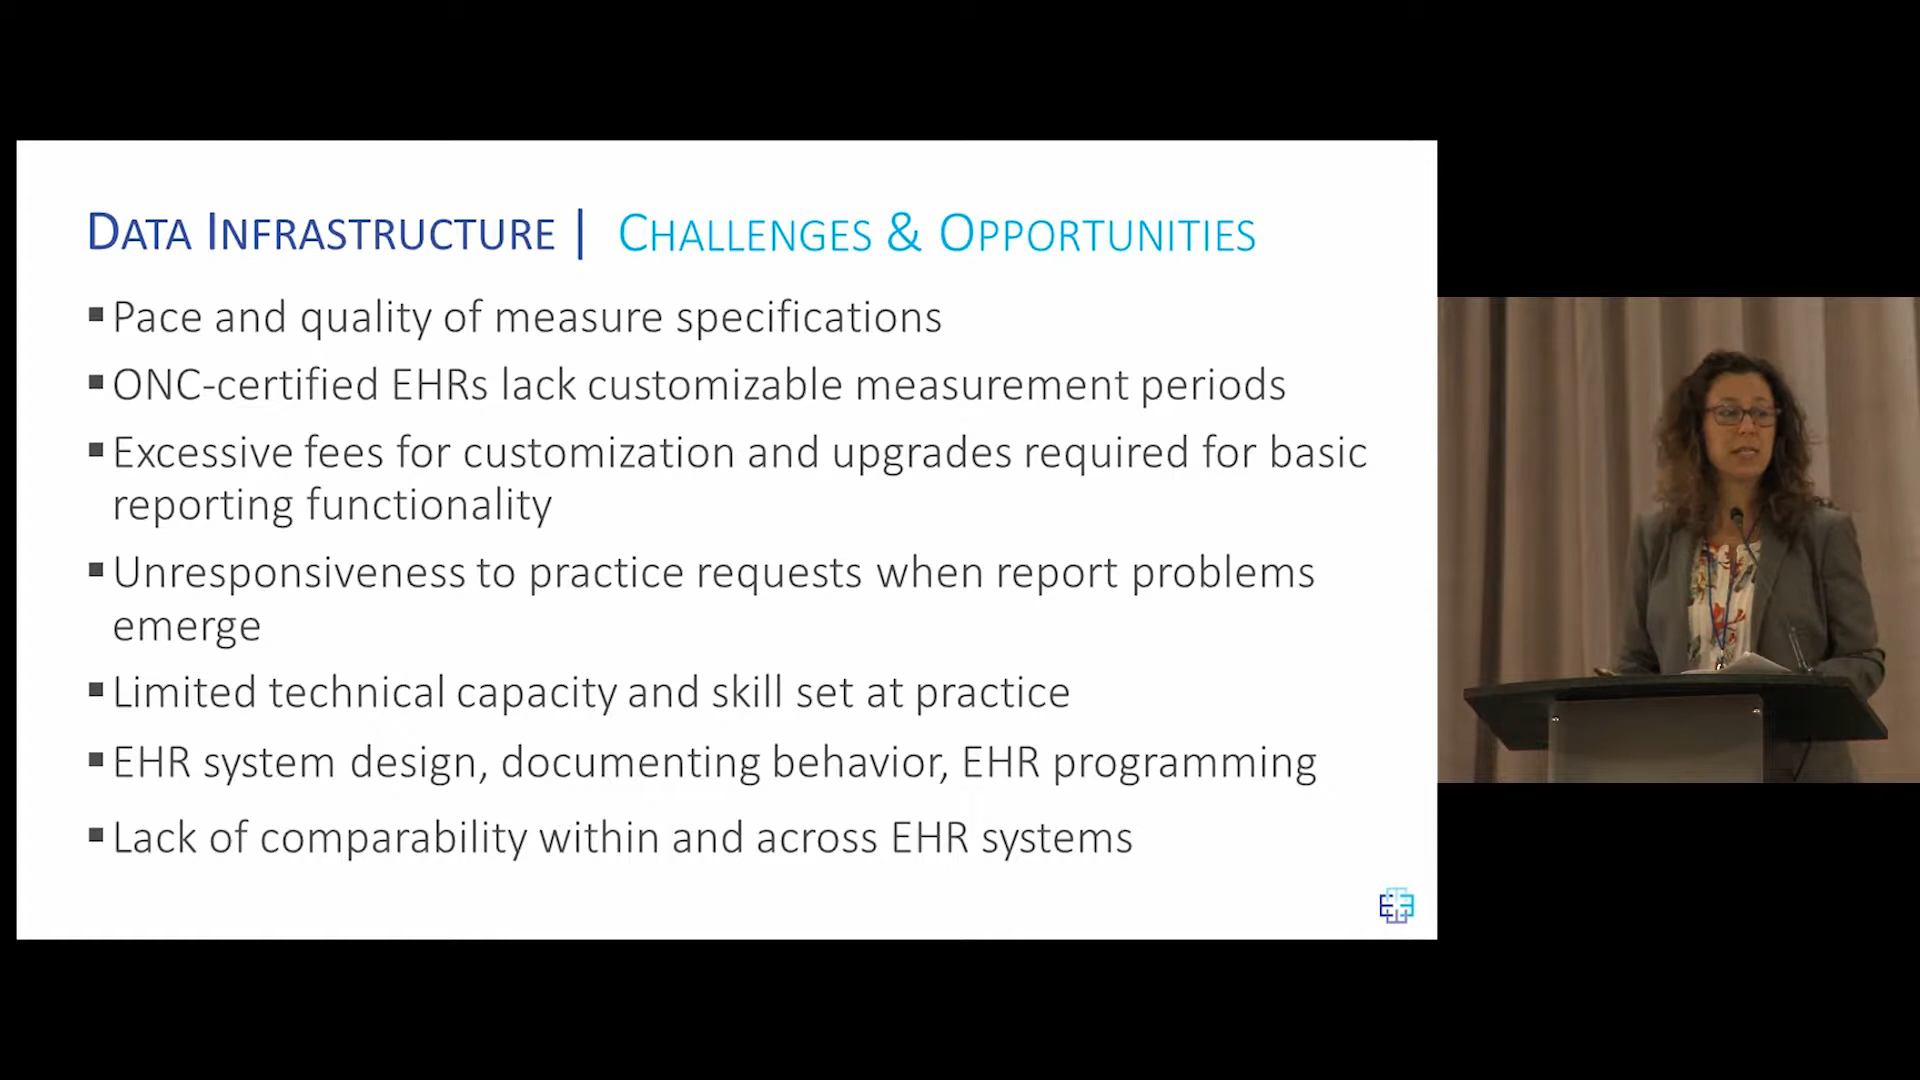 DATA INFRASTRUCTURE | CHALLENGES & OPPORTUNITIES
▪Pace and quality of measure specifications
▪ONC-certified EHRs lack customizable measurement periods
▪Excessive fees for customization and upgrades required for basic
reporting functionality
▪Unresponsiveness to practice requests when report problems
emerge
▪Limited technical capacity and skill set at practice
▪EHR system design, documenting behavior, EHR programming
▪Lack of comparability within and across EHR systems